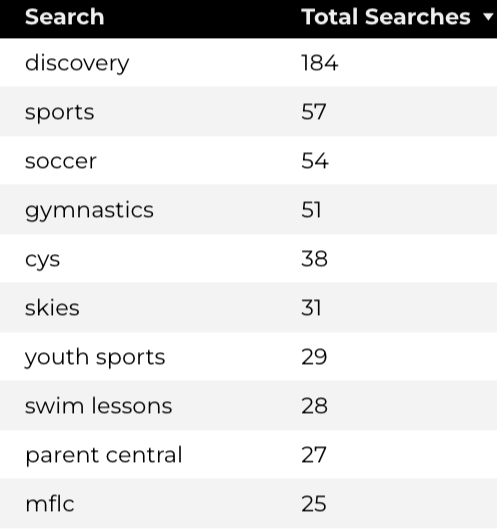 Search Total Searches ▼
discovery 184
sports 57
soccer 54
gymnastics 51
cys 38
skies 31
youth sports 29
swim lessons 28
parent central 27
mflc 25